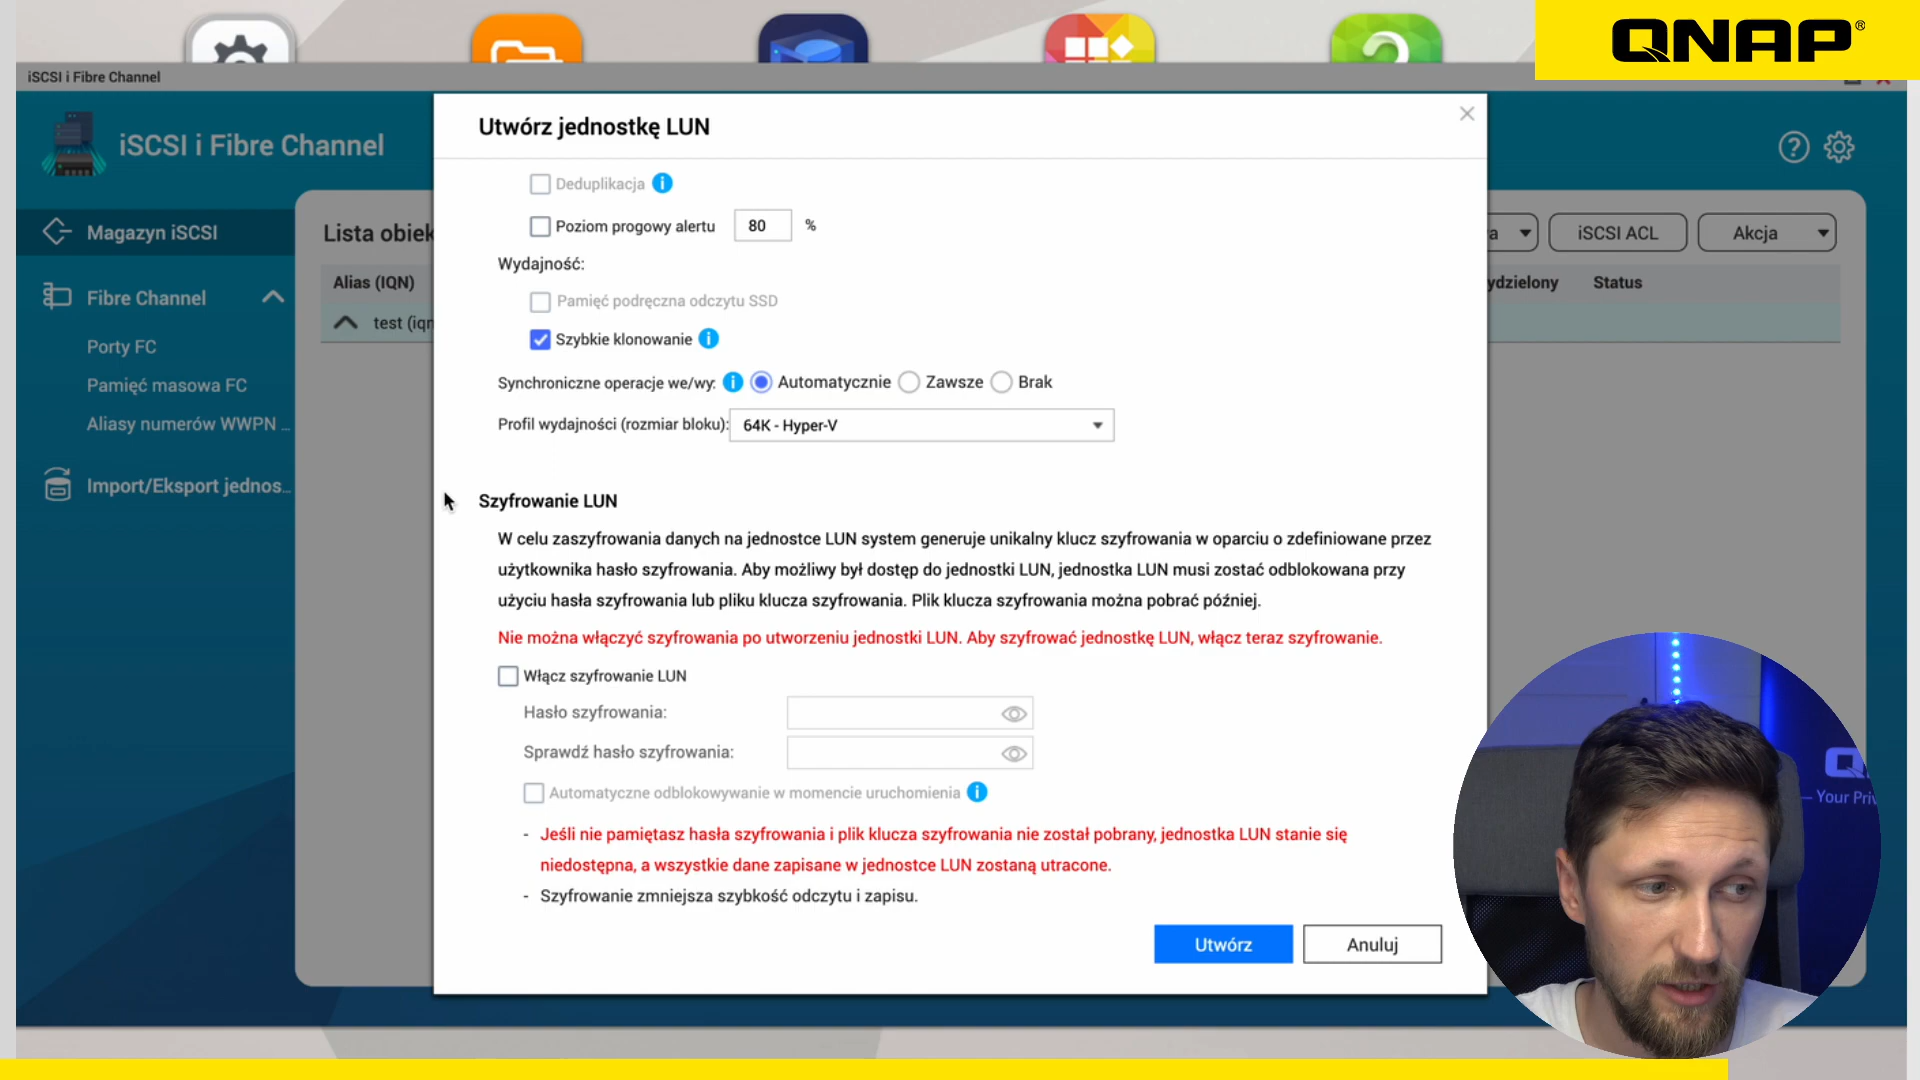 QNAP®
iSCSI i Fibre Channel
iSCSI i Fibre Channel
Magazyn iSCSI
Fibre Channel
Porty FC
Pamięć masowa FC
Aliasy numerów WWPN ...
Import/Eksport jednos...
Lista obiek
Alias (IQN)
test (iqn
a
iSCSI ACL
Akcja
ydzielony
Status
Utwórz jednostkę LUN
Deduplikacja
Poziom progowy alertu 80 %
Wydajność:
Pamięć podręczna odczytu SSD
Szybkie klonowanie
Synchroniczne operacje we/wy: Automatycznie Zawsze Brak
Profil wydajności (rozmiar bloku): 64K - Hyper-V
Szyfrowanie LUN
W celu zaszyfrowania danych na jednostce LUN system generuje unikalny klucz szyfrowania w oparciu o zdefiniowane przez
użytkownika hasło szyfrowania. Aby możliwy był dostęp do jednostki LUN, jednostka LUN musi zostać odblokowana przy
użyciu hasła szyfrowania lub pliku klucza szyfrowania. Plik klucza szyfrowania można pobrać później.
Nie można włączyć szyfrowania po utworzeniu jednostki LUN. Aby szyfrować jednostkę LUN, włącz teraz szyfrowanie.
Włącz szyfrowanie LUN
Hasło szyfrowania:
Sprawdź hasło szyfrowania:
Automatyczne odblokowywanie w momencie uruchomienia
- Jeśli nie pamiętasz hasła szyfrowania i plik klucza szyfrowania nie został pobrany, jednostka LUN stanie się
niedostępna, a wszystkie dane zapisane w jednostce LUN zostaną utracone.
- Szyfrowanie zmniejsza szybkość odczytu i zapisu.
Utwórz
Anuluj
Your Priv